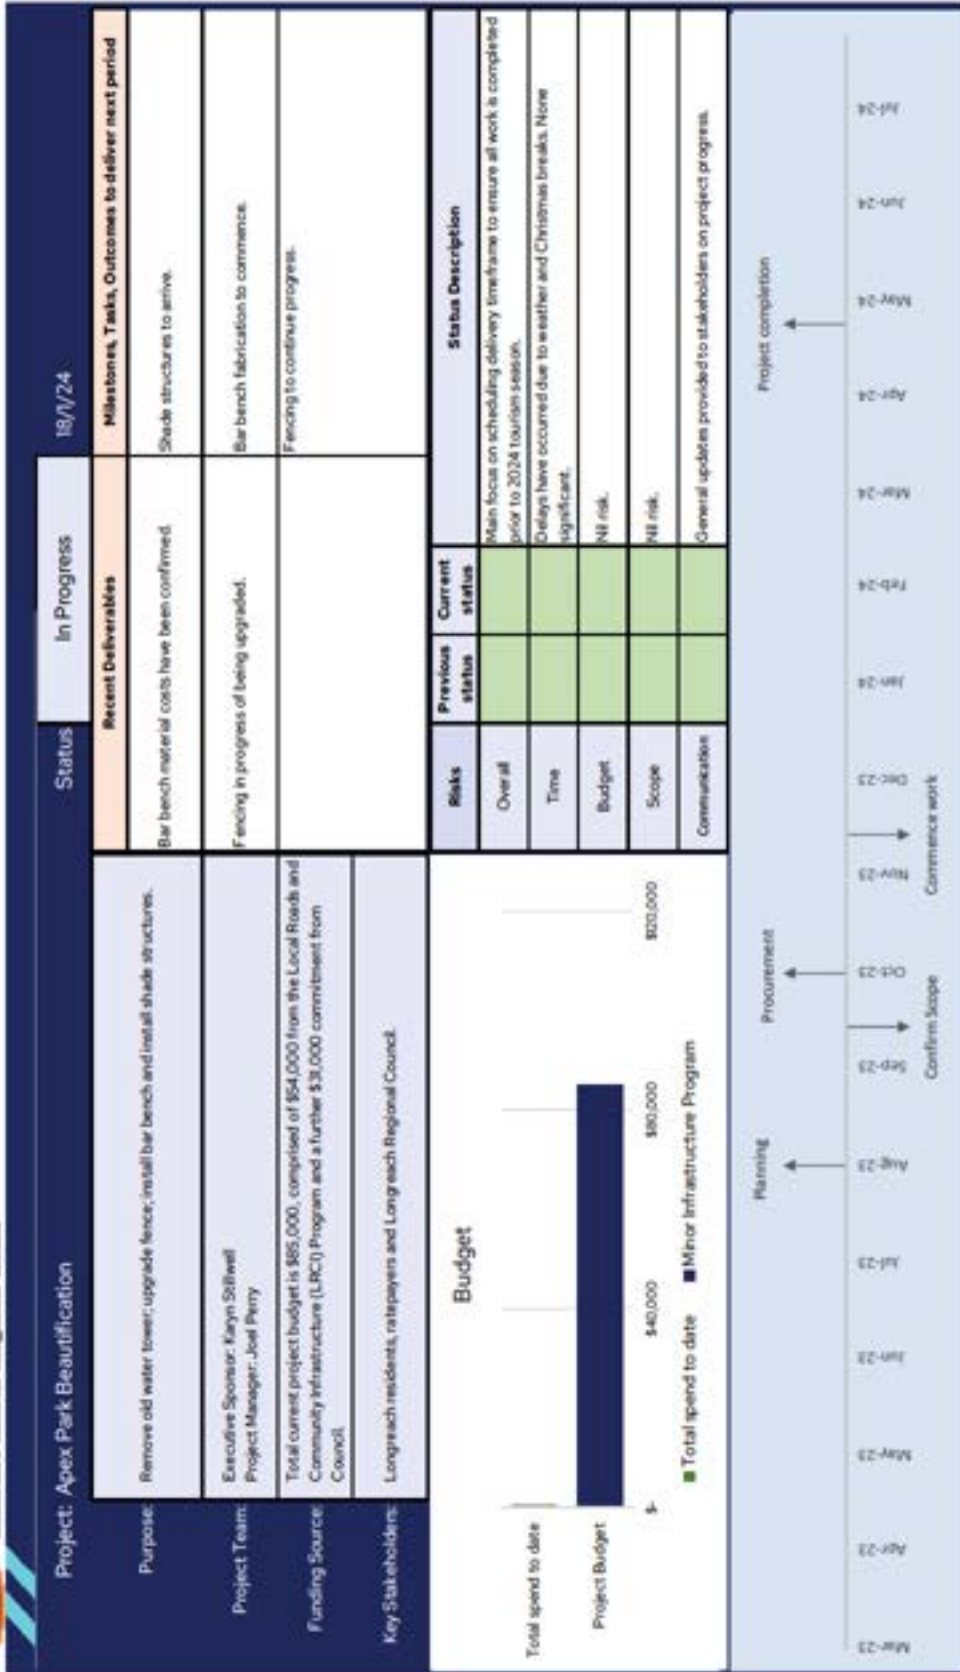 Project: Apex Park Beautification
Status
In Progress
18/1/24
Purpose:
Remove old water tower; upgrade fence; install bar bench and install shade structures.
Project Team:
Executive Sponsor: Karyn Stillwell
Project Manager: Joel Perry
Funding Source:
Total current project budget is $85,000, comprised of $54,000 from the Local Roads and
Community Infrastructure (LRCI) Program and a further $31,000 commitment from
Council.
Key Stakeholders:
Longreach residents, ratepayers and Longreach Regional Council.
Recent Deliverables
Milestones, Tasks, Outcomes to deliver next period
Bar bench material costs have been confirmed.
Shade structures to arrive.
Fencing in progress of being upgraded.
Bar bench fabrication to commence.
Fencing to continue progress.
Budget
Total spend to date
Project Budget
$-
$40,000
$80,000
$120,000
Total spend to date
Minor Infrastructure Program
Risks
Previous
status
Current
status
Status Description
Overall
Main focus on scheduling delivery timeframe to ensure all work is completed
prior to 2024 tourism season.
Time
Delays have occurred due to weather and Christmas breaks. None
significant.
Budget
Nil risk.
Scope
Nil risk.
Communication
General updates provided to stakeholders on project progress.
Planning
Procurement
Project completion
Mar-23
Apr-23
May-23
Jun-23
Jul-23
Aug-23
Sep-23
Oct-23
Nov-23
Dec-23
Jan-24
Feb-24
Mar-24
Apr-24
May-24
Jun-24
Jul-24
Confirm Scope
Commence work